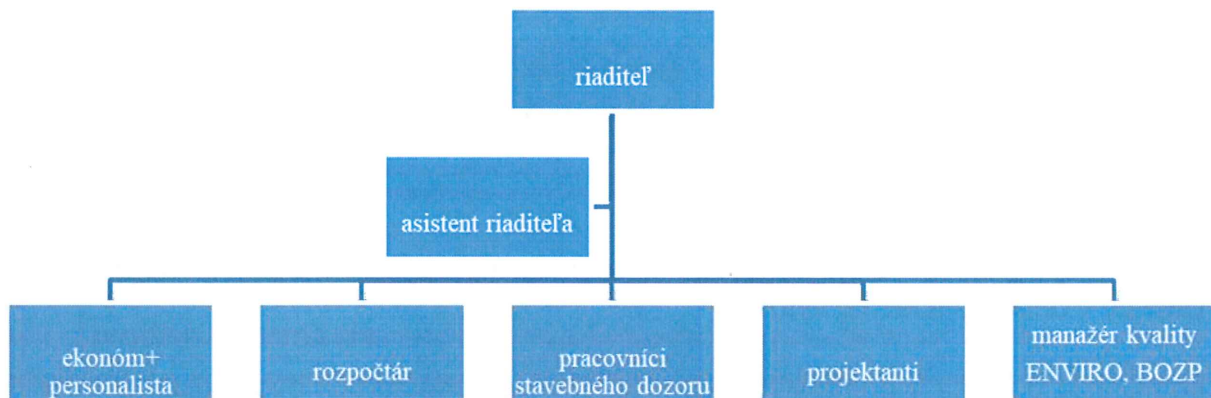 riaditeľ
asistent riaditeľa
ekonóm+
personalista
rozpočtár
pracovníci
stavebného dozoru
projektanti
manažér kvality
ENVIRO, BOZP